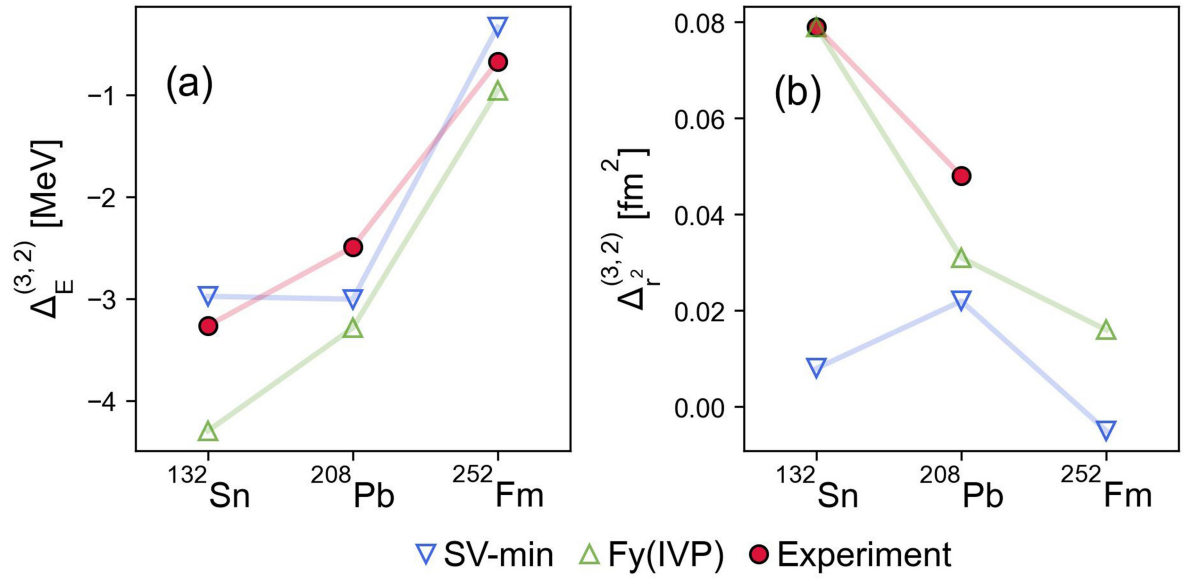 (a)
−1
−2
−3
−4
Δ_E^(3,2) [MeV]
¹³²Sn
²⁰⁸Pb
²⁵²Fm
(b)
0.08
0.06
0.04
0.02
0.00
Δ_r²^(3,2) [fm²]
¹³²Sn
²⁰⁸Pb
²⁵²Fm
SV-min Fy(IVP) Experiment